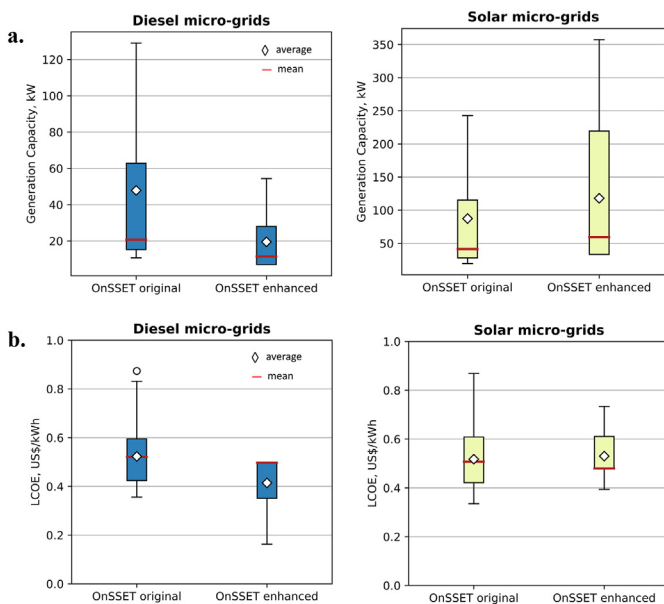 a.
Diesel micro-grids
Generation Capacity, kW
120
100
80
60
40
20
average
mean
OnSSET original
OnSSET enhanced
Solar micro-grids
Generation Capacity, kW
350
300
250
200
150
100
50
OnSSET original
OnSSET enhanced
b.
Diesel micro-grids
LCOE, US$/kWh
1.0
0.8
0.6
0.4
0.2
0.0
average
mean
OnSSET original
OnSSET enhanced
Solar micro-grids
LCOE, US$/kWh
1.0
0.8
0.6
0.4
0.2
0.0
OnSSET original
OnSSET enhanced